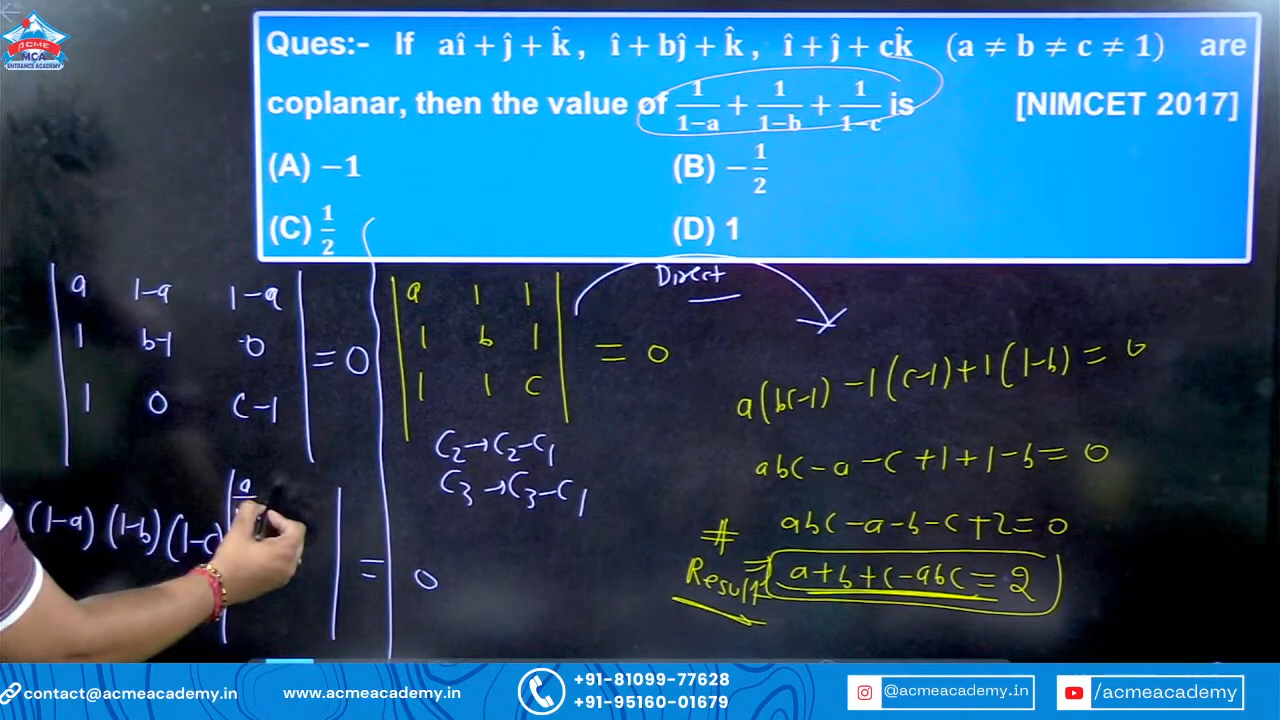 ACME
MCA
ENTRANCE ACADEMY
Ques:- If aî + ĵ + k̂ , î + bĵ + k̂ , î + ĵ + ck̂ (a ≠ b ≠ c ≠ 1) are
coplanar, then the value of 1/1−a + 1/1−b + 1/1−c is [NIMCET 2017]
(A) −1 (B) −1/2
(C) 1/2 (D) 1
a 1-a 1-a
1 b-1 0 = 0
1 0 c-1
(1-a) (1-b) (1-c) a
= 0
a 1 1
1 b 1 = 0
1 1 c
C₂→C₂-C₁
C₃→C₃-C₁
Direct
a(bc-1) -1(c-1)+1(1-b) = 0
abc-a-c+1+1-b=0
# abc-a-b-c+2=0
Result = a+b+c-abc=2
contact@acmeacademy.in
www.acmeacademy.in
+91-81099-77628
+91-95160-01679
@acmeacademy.in
/acmeacademy